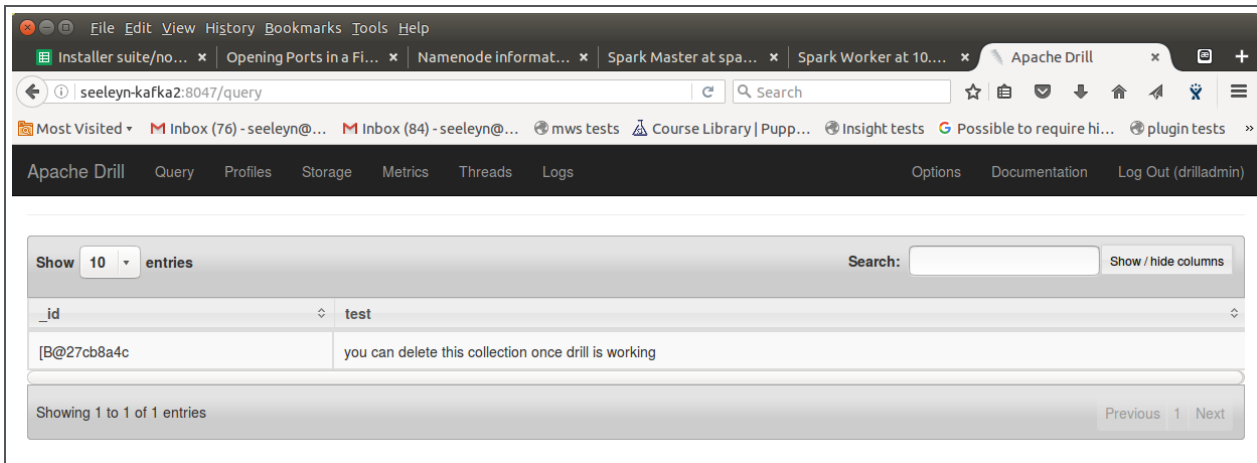 File Edit View History Bookmarks Tools Help
Installer suite/no... × Opening Ports in a Fi... × Namenode informat... × Spark Master at spa... × Spark Worker at 10.... × Apache Drill × +
seeleyn-kafka2:8047/query Search
Most Visited Inbox (76) - seeleyn@... Inbox (84) - seeleyn@... mws tests Course Library | Pupp... Insight tests Possible to require hi... plugin tests »
Apache Drill Query Profiles Storage Metrics Threads Logs Options Documentation Log Out (drilladmin)
Show 10 entries Search: Show / hide columns
_id test
[B@27cb8a4c you can delete this collection once drill is working
Showing 1 to 1 of 1 entries Previous 1 Next